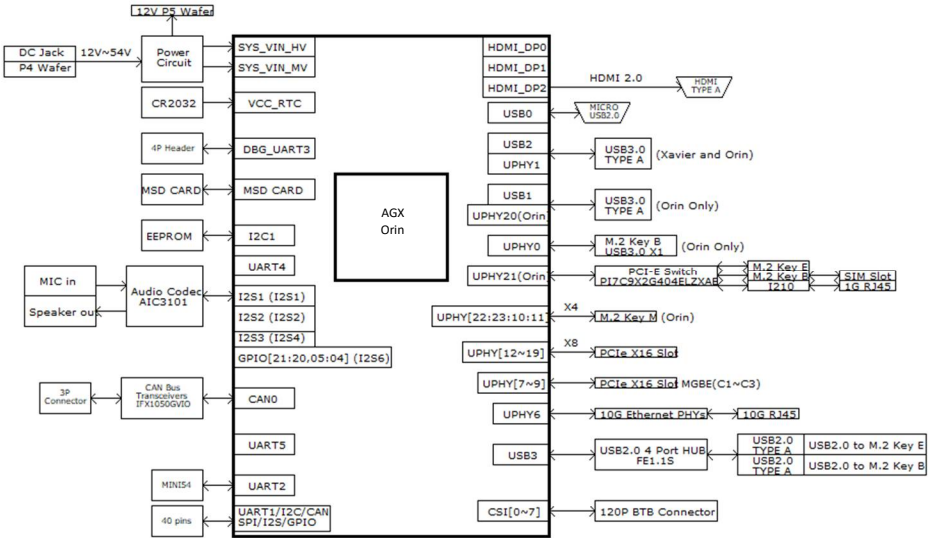 12V P5 Wafer
DC Jack
P4 Wafer
12V~54V
Power
Circuit
SYS_VIN_HV
SYS_VIN_MV
CR2032
VCC_RTC
4P Header
DBG_UART3
MSD CARD
MSD CARD
EEPROM
I2C1
UART4
MIC in
Speaker out
Audio Codec
AIC3101
I2S1 (I2S1)
I2S2 (I2S2)
I2S3 (I2S4)
GPIO[21:20,05:04] (I2S6)
3P
Connector
CAN Bus
Transceivers
IFX1050GVIO
CAN0
UART5
MINI54
UART2
40 pins
UART1/I2C/CAN
SPI/I2S/GPIO
AGX
Orin
HDMI_DP0
HDMI_DP1
HDMI_DP2
HDMI 2.0
HDMI
TYPE A
USB0
MICRO
USB2.0
USB2
UPHY1
USB3.0
TYPE A
(Xavier and Orin)
USB1
UPHY20(Orin
USB3.0
TYPE A
(Orin Only)
UPHY0
M.2 Key B
USB3.0 X1
(Orin Only)
UPHY21(Orin
PCI-E Switch
PI7C9X2G404ELZXAE
M.2 Key E
M.2 Key B
I210
SIM Slot
1G RJ45
UPHY[22:23:10:11]
X4
M.2 Key M (Orin)
UPHY[12~19]
X8
PCIe X16 Slot
UPHY[7~9]
PCIe X16 Slot MGBE(C1~C3)
UPHY6
10G Ethernet PHYs
10G RJ45
USB3
USB2.0 4 Port HUB
FE1.1S
USB2.0
TYPE A
USB2.0 to M.2 Key E
USB2.0
TYPE A
USB2.0 to M.2 Key B
CSI[0~7]
120P BTB Connector